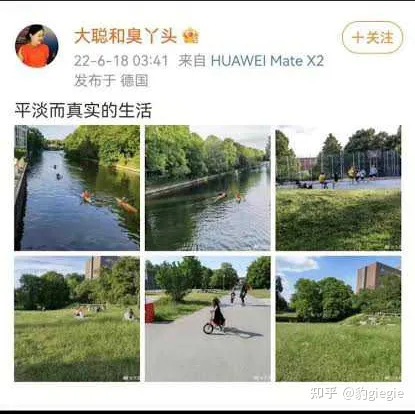 大聪和臭丫头
+关注
22-6-18 03:41 来自 HUAWEI Mate X2
发布于 德国
平淡而真实的生活
知乎 @豹giegie